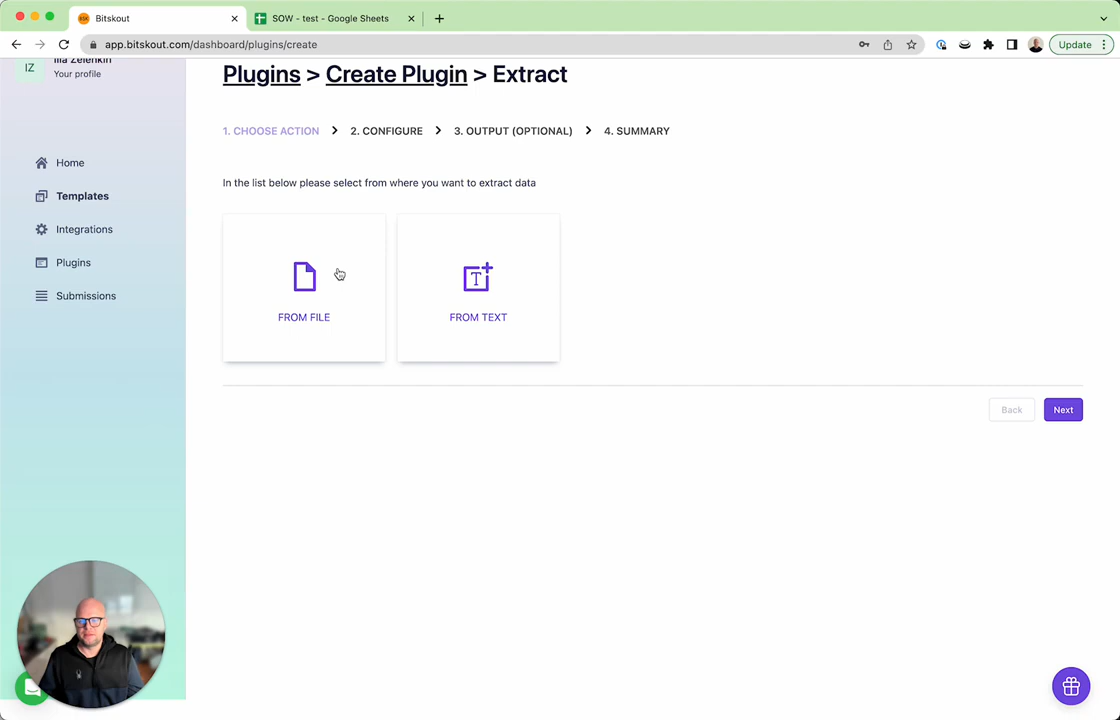 Bitskout
SOW - test - Google Sheets
app.bitskout.com/dashboard/plugins/create
Update
IZ
Ilia Zelenkin
Your profile
Home
Templates
Integrations
Plugins
Submissions
Plugins > Create Plugin > Extract
1. CHOOSE ACTION
2. CONFIGURE
3. OUTPUT (OPTIONAL)
4. SUMMARY
In the list below please select from where you want to extract data
FROM FILE
T
FROM TEXT
Back
Next